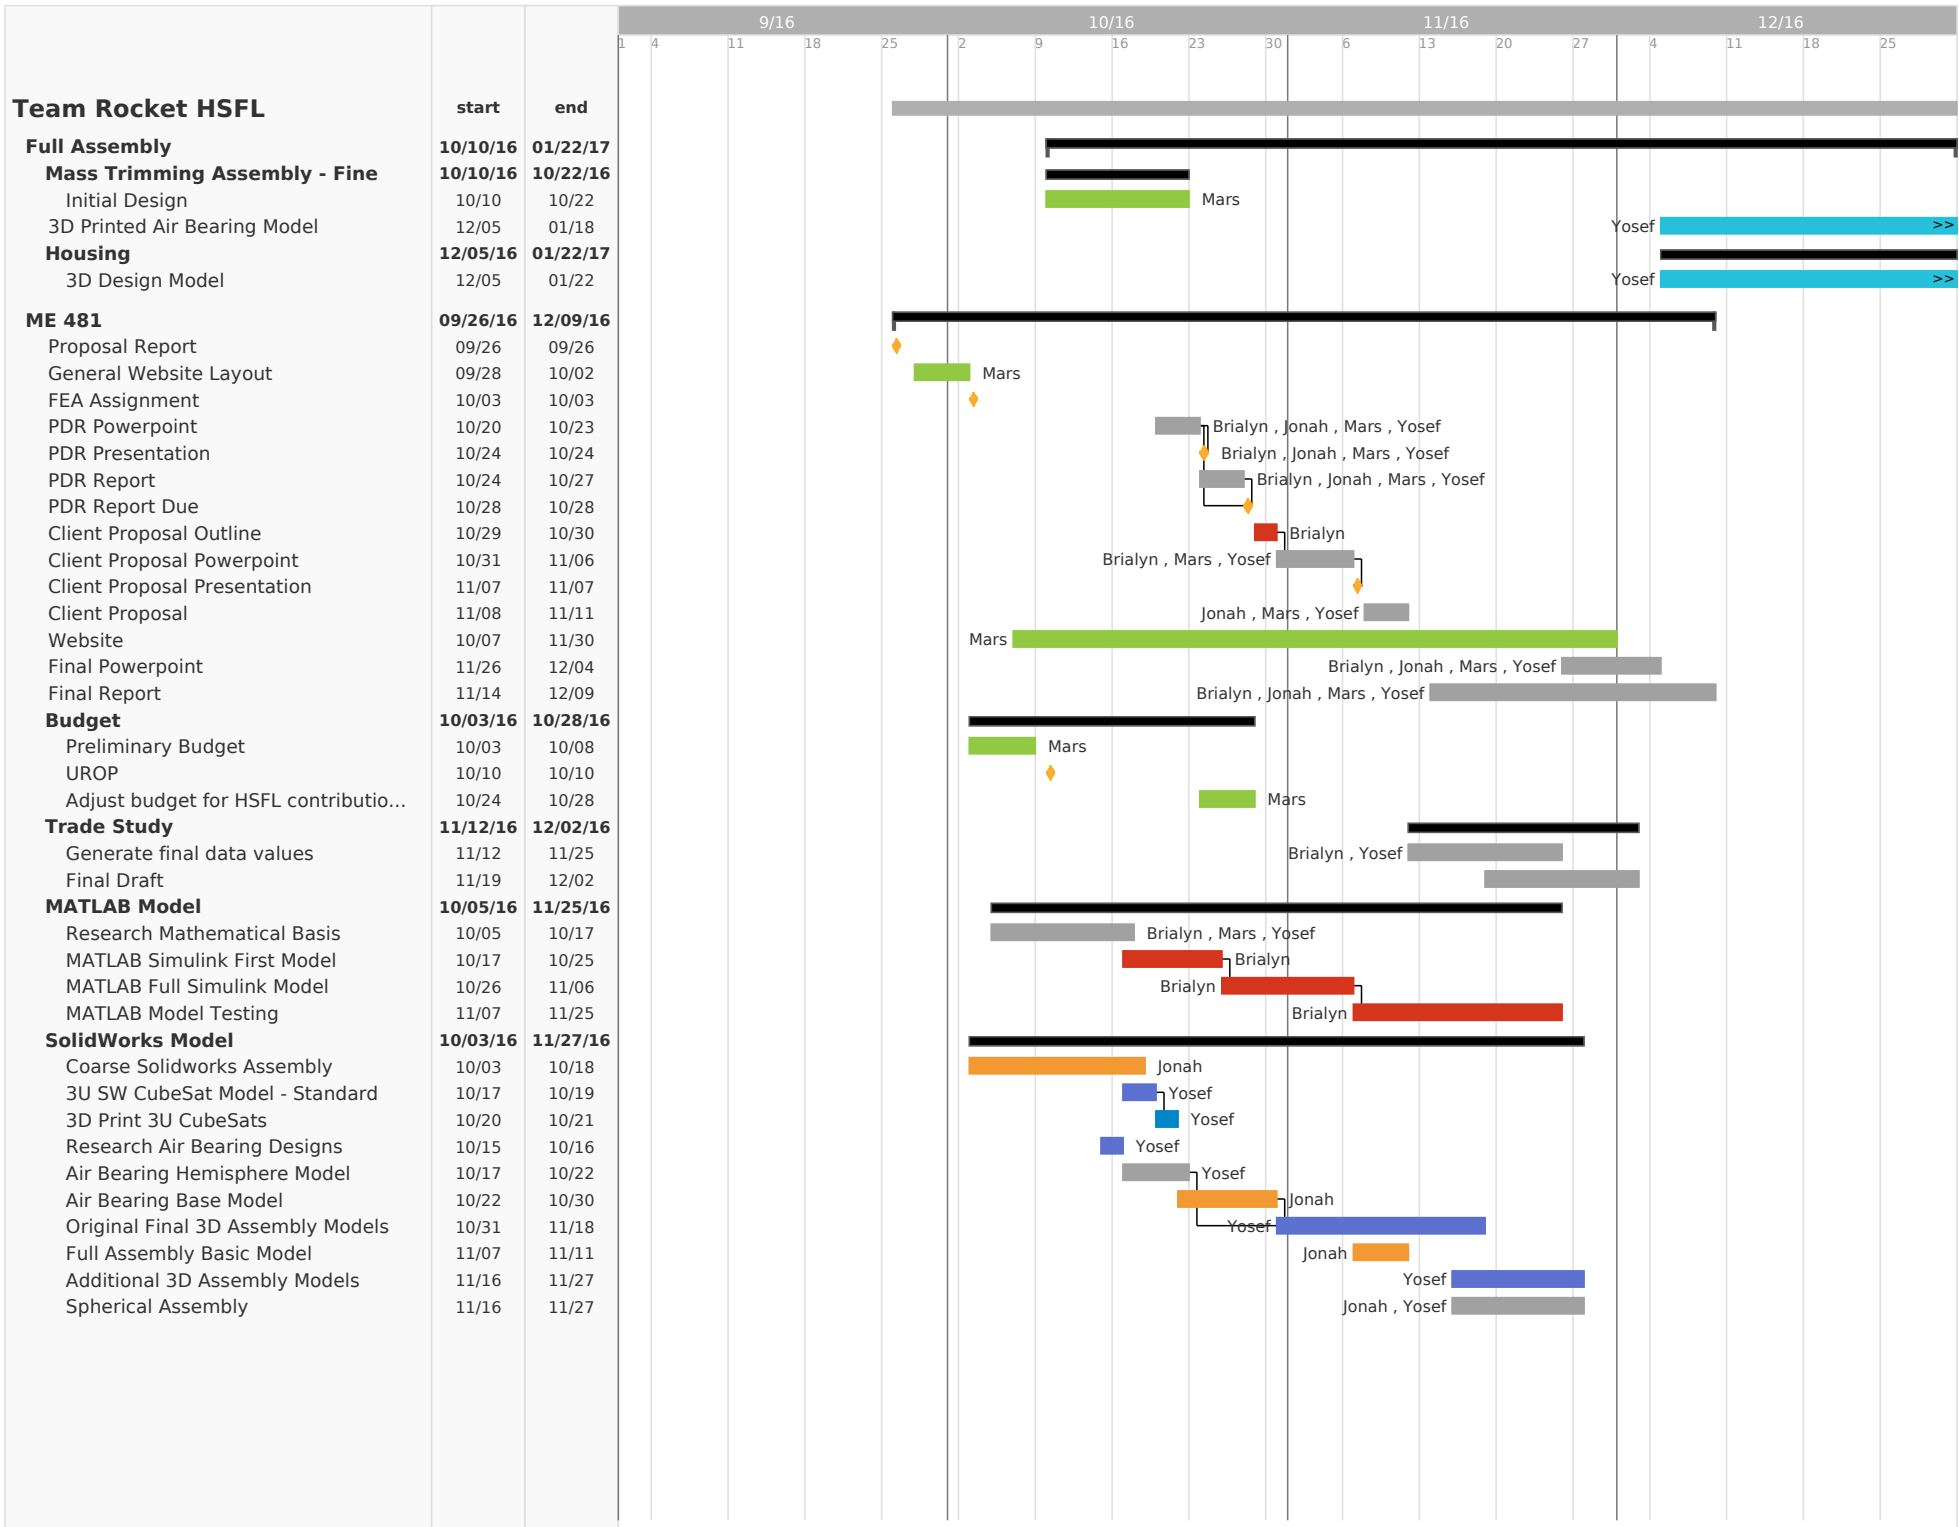 9/16 10/16 11/16 12/16
1 4 11 18 25 2 9 16 23 30 6 13 20 27 4 11 18 25
Team Rocket HSFL start end
Full Assembly 10/10/16 01/22/17
Mass Trimming Assembly - Fine 10/10/16 10/22/16
Initial Design 10/10 10/22 Mars
3D Printed Air Bearing Model 12/05 01/18 Yosef >>
Housing 12/05/16 01/22/17
3D Design Model 12/05 01/22 Yosef >>
ME 481 09/26/16 12/09/16
Proposal Report 09/26 09/26
General Website Layout 09/28 10/02 Mars
FEA Assignment 10/03 10/03
PDR Powerpoint 10/20 10/23 Brialyn , Jonah , Mars , Yosef
PDR Presentation 10/24 10/24 Brialyn , Jonah , Mars , Yosef
PDR Report 10/24 10/27 Brialyn , Jonah , Mars , Yosef
PDR Report Due 10/28 10/28
Client Proposal Outline 10/29 10/30 Brialyn
Client Proposal Powerpoint 10/31 11/06 Brialyn , Mars , Yosef
Client Proposal Presentation 11/07 11/07
Client Proposal 11/08 11/11 Jonah , Mars , Yosef
Website 10/07 11/30 Mars
Final Powerpoint 11/26 12/04 Brialyn , Jonah , Mars , Yosef
Final Report 11/14 12/09 Brialyn , Jonah , Mars , Yosef
Budget 10/03/16 10/28/16
Preliminary Budget 10/03 10/08 Mars
UROP 10/10 10/10
Adjust budget for HSFL contributio... 10/24 10/28 Mars
Trade Study 11/12/16 12/02/16
Generate final data values 11/12 11/25 Brialyn , Yosef
Final Draft 11/19 12/02
MATLAB Model 10/05/16 11/25/16
Research Mathematical Basis 10/05 10/17 Brialyn , Mars , Yosef
MATLAB Simulink First Model 10/17 10/25 Brialyn
MATLAB Full Simulink Model 10/26 11/06 Brialyn
MATLAB Model Testing 11/07 11/25 Brialyn
SolidWorks Model 10/03/16 11/27/16
Coarse Solidworks Assembly 10/03 10/18 Jonah
3U SW CubeSat Model - Standard 10/17 10/19 Yosef
3D Print 3U CubeSats 10/20 10/21 Yosef
Research Air Bearing Designs 10/15 10/16 Yosef
Air Bearing Hemisphere Model 10/17 10/22 Yosef
Air Bearing Base Model 10/22 10/30 Jonah
Original Final 3D Assembly Models 10/31 11/18 Yosef
Full Assembly Basic Model 11/07 11/11 Jonah
Additional 3D Assembly Models 11/16 11/27 Yosef
Spherical Assembly 11/16 11/27 Jonah , Yosef